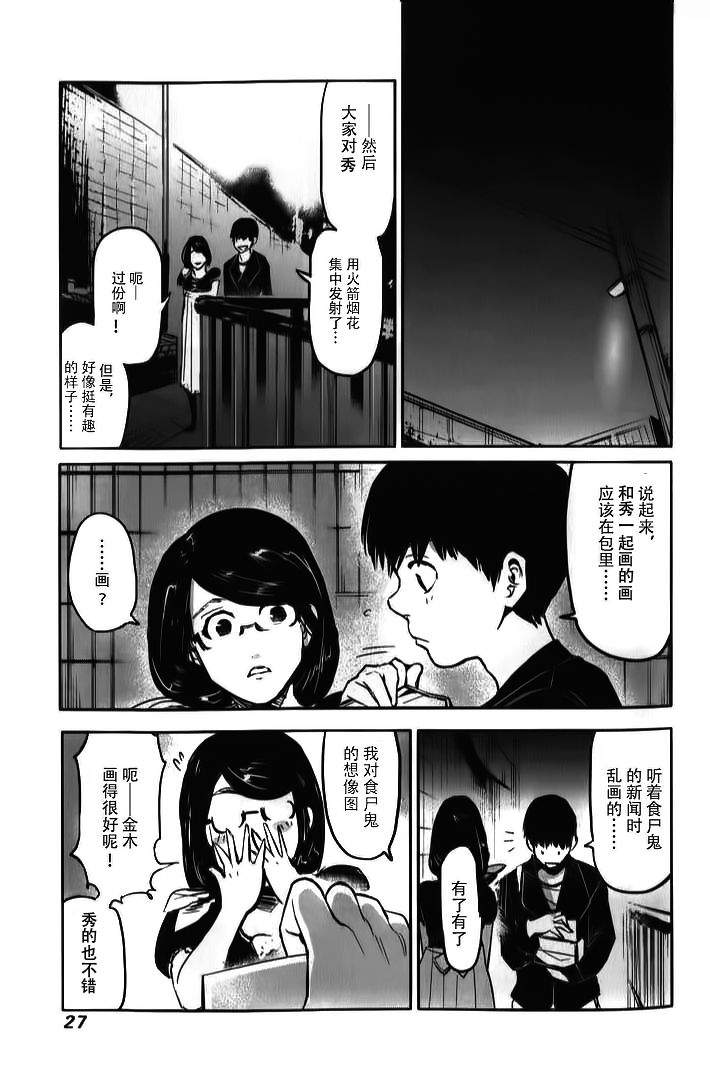 ——然后
大家对秀
用火箭烟花
集中发射了…
呃—
过份啊！
但是，
好像挺有趣
的样子……
说起来，
和秀一起画的画
应该在包里……
……画
？
听着食尸鬼
的新闻时
乱画的……
有了有了
我对食尸鬼
的想像图
呃——金木
画得很好呢！
秀的也不错
27